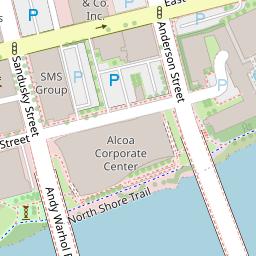 & Co.
Inc.
East
P
P
P
P
Anderson Street
Sandusky Street
SMS
Group
Street
Alcoa
Corporate
Center
North Shore Trail
Andy Warhol